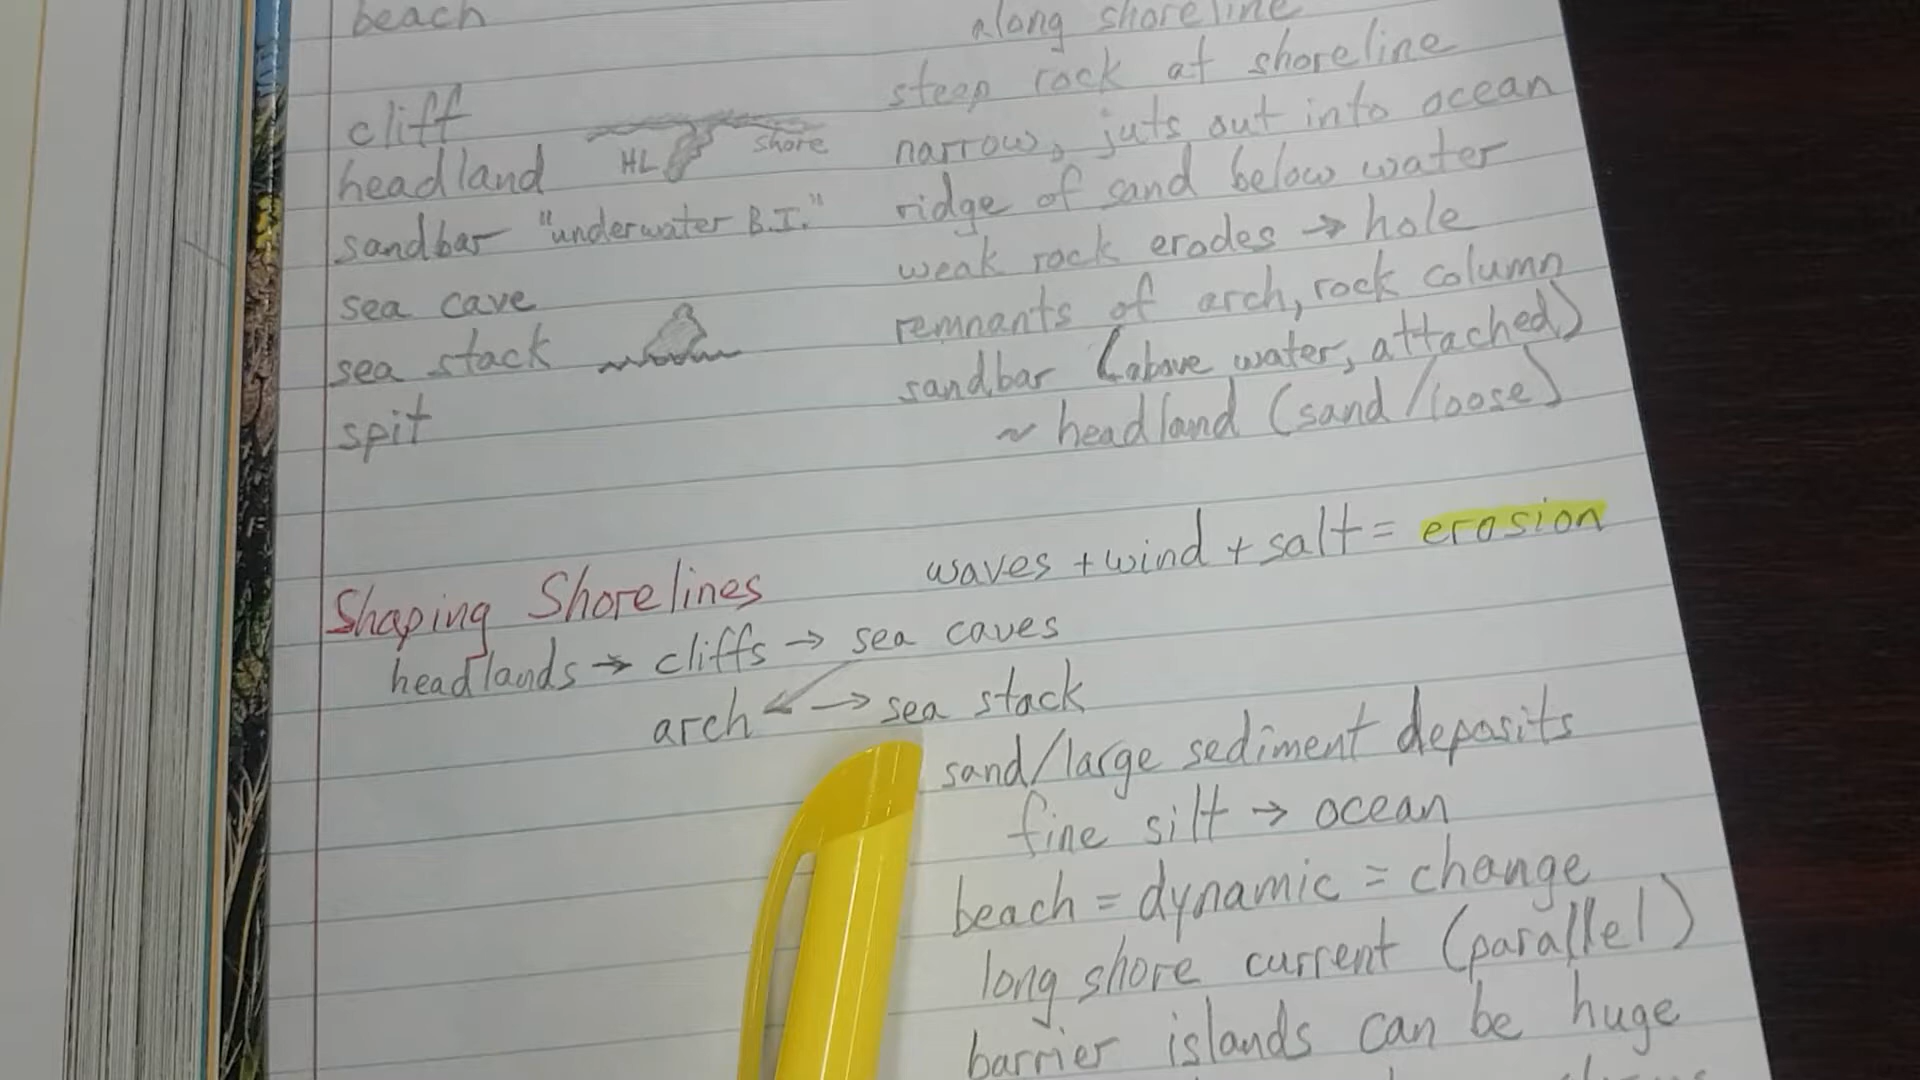 beach along shoreline
cliff steep rock at shoreline
headland HL shore narrow, juts out into ocean
sandbar "underwater B.I." ridge of sand below water
sea cave weak rock erodes → hole
sea stack remnants of arch, rock column
spit sandbar (above water, attached)
~ headland (sand/loose)
waves + wind + salt = erosion
Shaping Shorelines
headlands → cliffs → sea caves
arch ← → sea stack
sand/large sediment deposits
fine silt → ocean
beach = dynamic = change
long shore current (parallel)
barrier islands can be huge